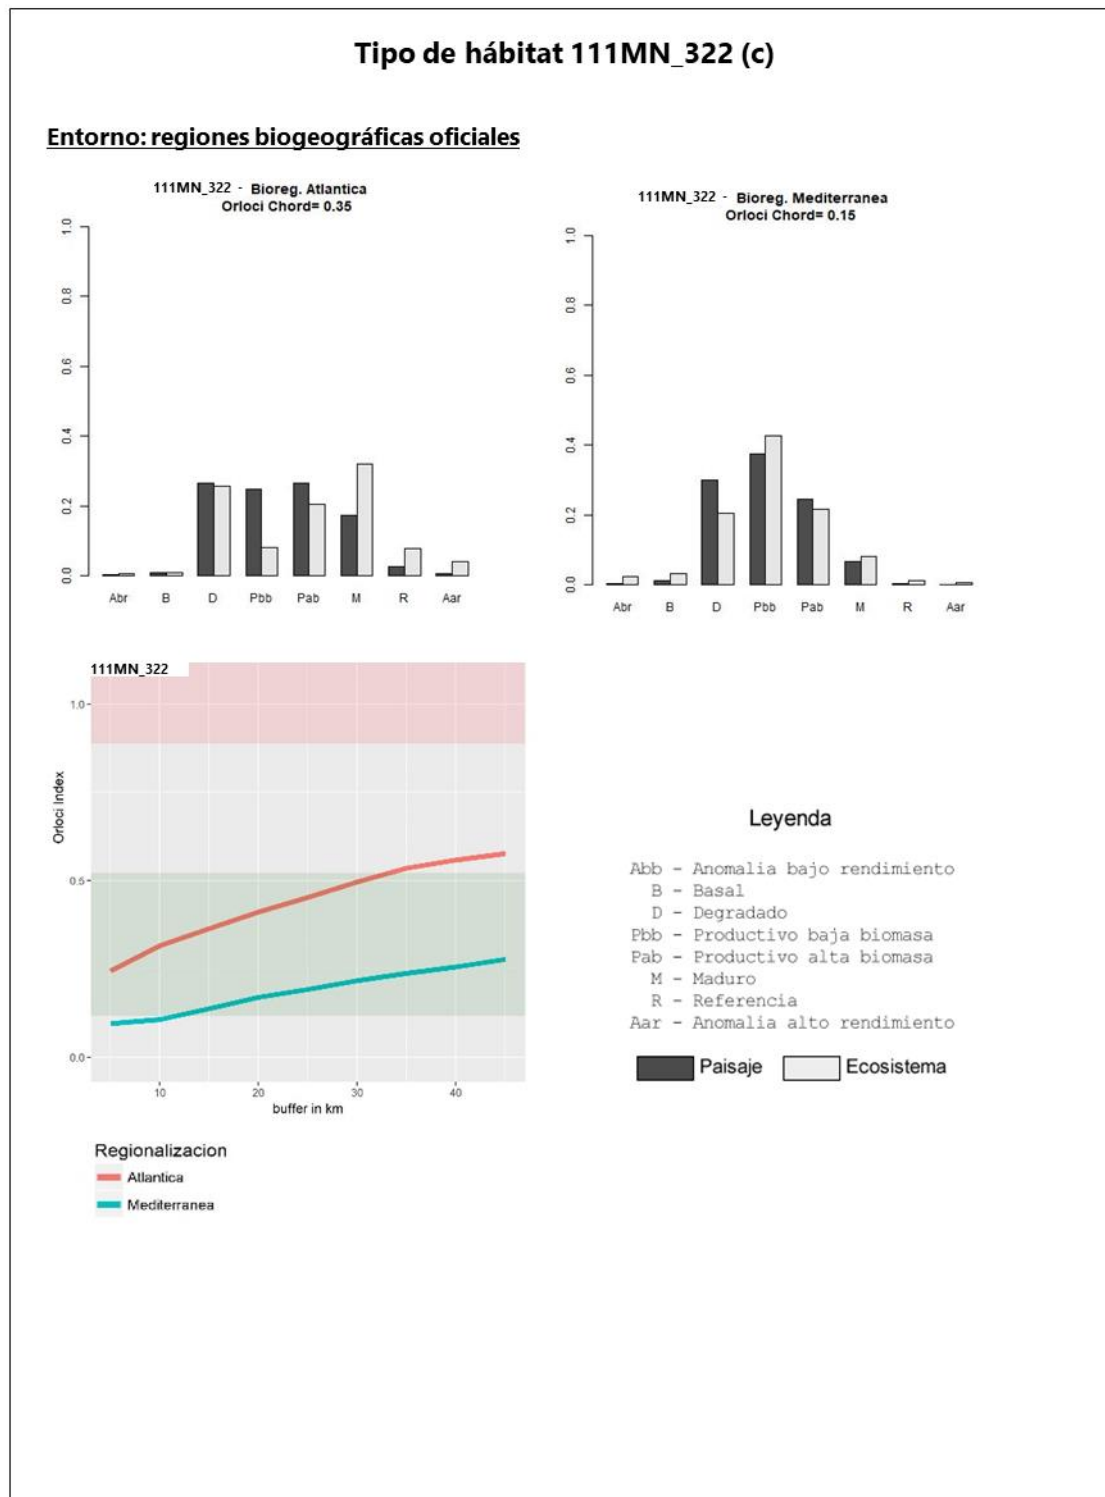 Tipo de hábitat 111MN_322 (c)
Entorno: regiones biogeográficas oficiales
111MN_322 - Bioreg. Atlantica
Orloci Chord= 0.35
1.0
0.8
0.6
0.4
0.2
0.0
Abr B D Pbb Pab M R Aar
111MN_322 - Bioreg. Mediterranea
Orloci Chord= 0.15
1.0
0.8
0.6
0.4
0.2
0.0
Abr B D Pbb Pab M R Aar
111MN_322
1.0
0.5
0.0
Orloci Index
10 20 30 40
buffer in km
Regionalizacion
Atlantica
Mediterranea
Leyenda
Abb - Anomalia bajo rendimiento
B - Basal
D - Degradado
Pbb - Productivo baja biomasa
Pab - Productivo alta biomasa
M - Maduro
R - Referencia
Aar - Anomalia alto rendimiento
Paisaje Ecosistema